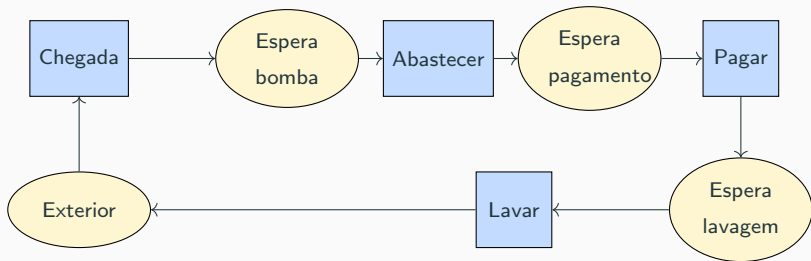 Chegada
Espera
bomba
Abastecer
Espera
pagamento
Pagar
Exterior
Lavar
Espera
lavagem